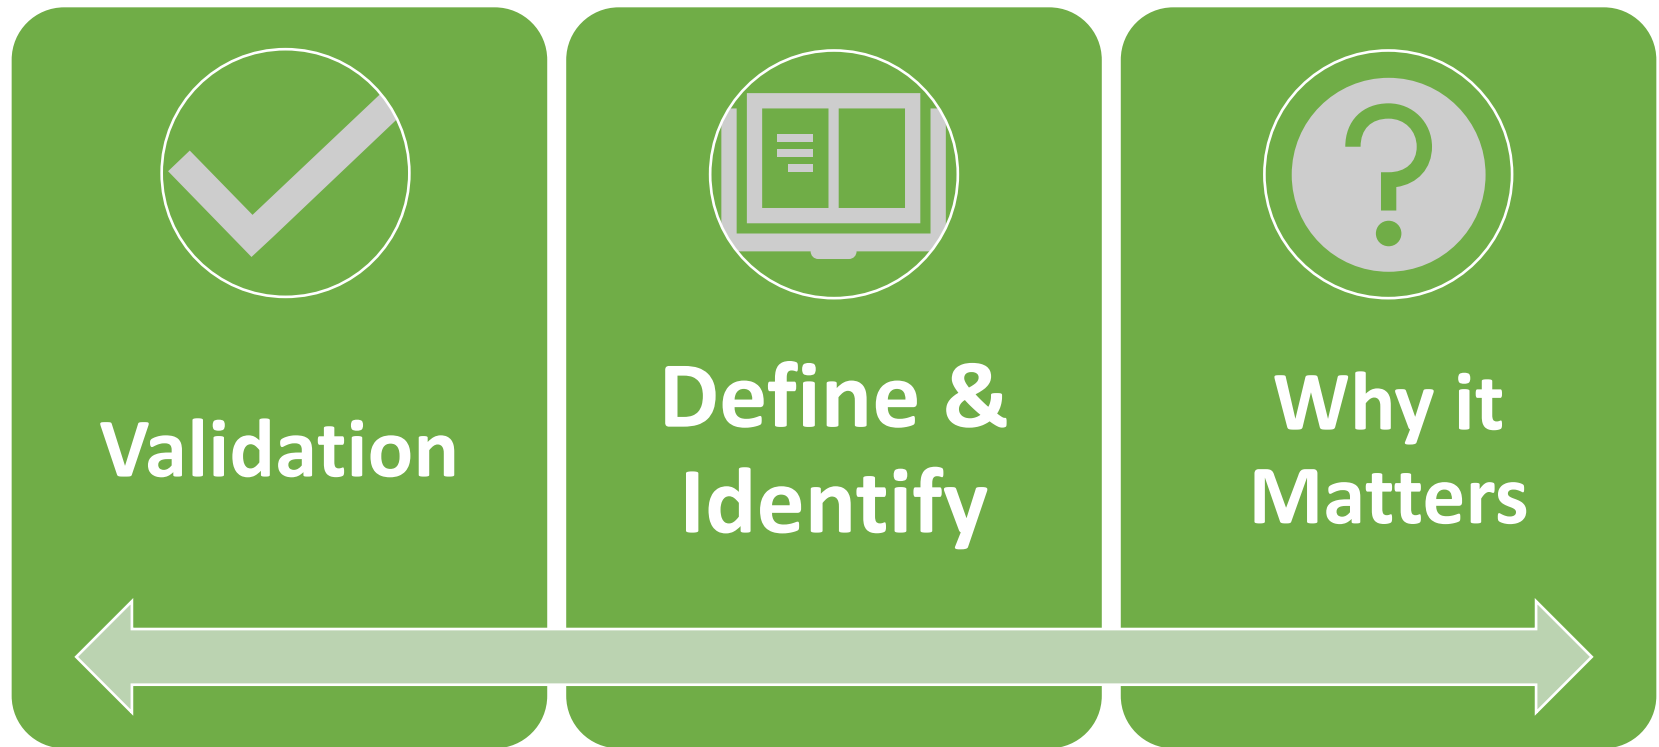 Validation
Define &
Identify
Why it
Matters